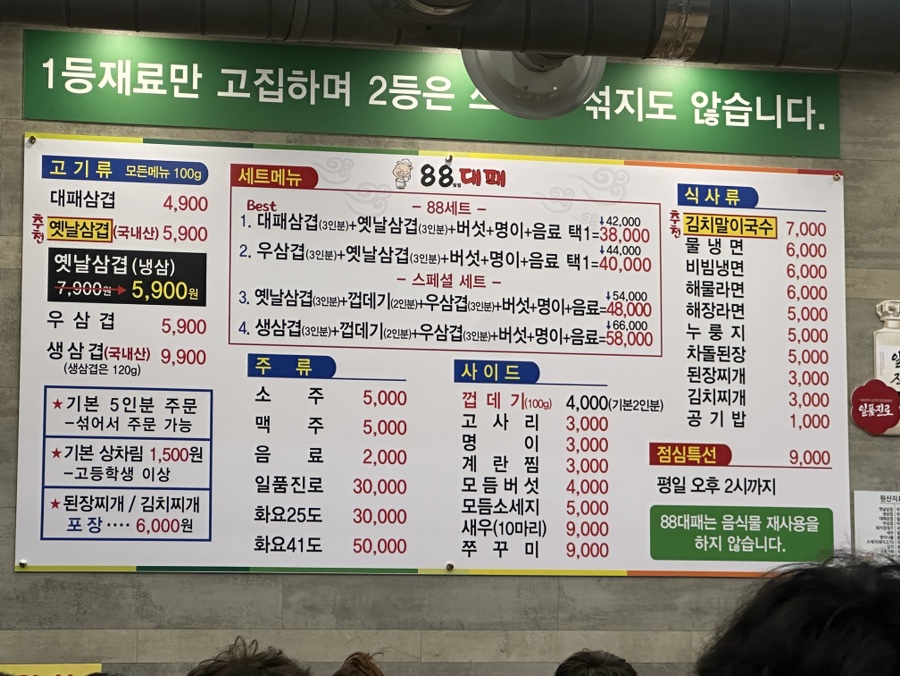 1등재료만 고집하며 2등은 섞지도 않습니다.
고기류 모든메뉴 100g
대패삼겹 4,900
추천 옛날삼겹(국내산) 5,900
옛날삼겹(냉삼)
7,900원→5,900원
우삼겹 5,900
생삼겹(국내산) 9,900
(생삼겹은 120g)
★기본 5인분 주문
-섞어서 주문 가능
★기본 상차림 1,500원
-고등학생 이상
★된장찌개 / 김치찌개
포장···· 6,000원
88대패
세트메뉴
Best
- 88세트 -
↓42,000
1. 대패삼겹(3인분)+옛날삼겹(3인분)+버섯+명이+음료 택1=38,000
↓44,000
2. 우삼겹(3인분)+옛날삼겹(3인분)+버섯+명이+음료 택1=40,000
- 스페셜 세트 -
↓54,000
3. 옛날삼겹(3인분)+껍데기(2인분)+우삼겹(3인분)+버섯+명이+음료=48,000
↓66,000
4. 생삼겹(3인분)+껍데기(2인분)+우삼겹(3인분)+버섯+명이+음료=58,000
주류
소주 5,000
맥주 5,000
음료 2,000
일품진로 30,000
화요25도 30,000
화요41도 50,000
사이드
껍데기(100g) 4,000(기본2인분)
고사리 3,000
명이 3,000
계란찜 3,000
모듬버섯 4,000
모듬소세지 5,000
새우(10마리) 9,000
쭈꾸미 9,000
식사류
추천 김치말이국수 7,000
물냉면 6,000
비빔냉면 6,000
해물라면 6,000
해장라면 5,000
누룽지 5,000
차돌된장 5,000
된장찌개 3,000
김치찌개 3,000
공기밥 1,000
점심특선 9,000
평일 오후 2시까지
88대패는 음식물 재사용을
하지 않습니다.
일품진로